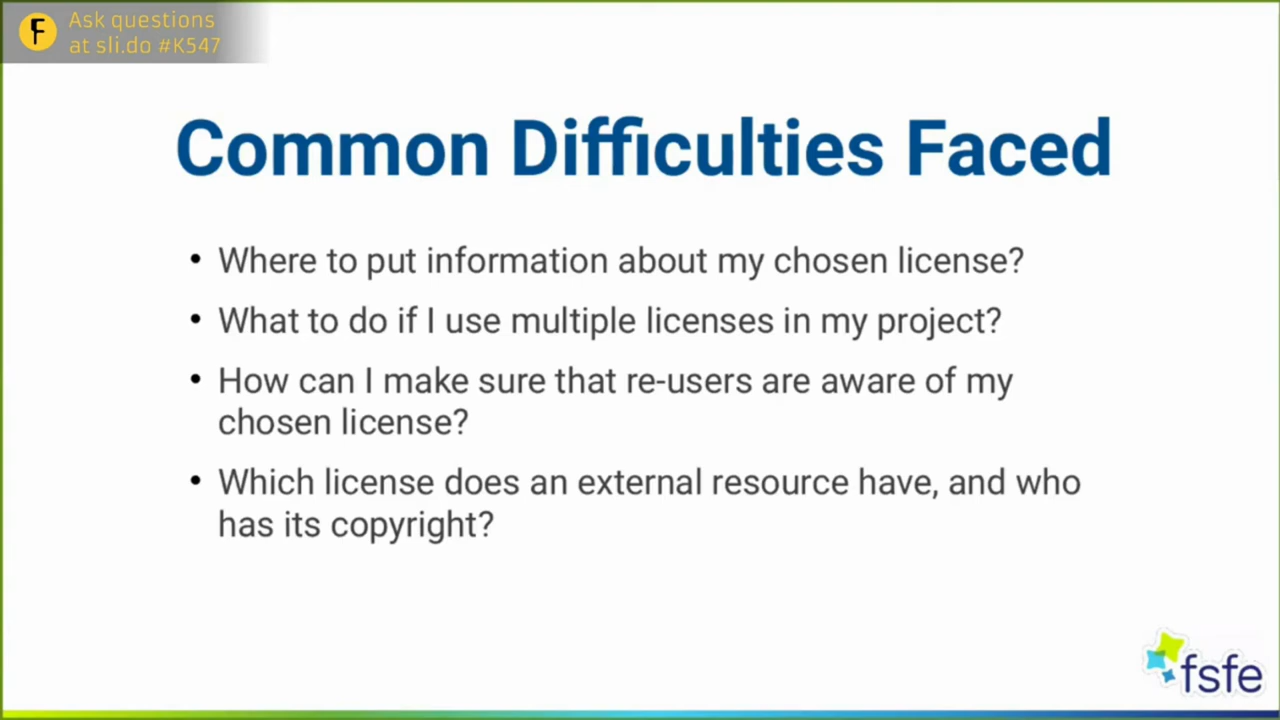 F
Ask questions
at sli.do #K547
Common Difficulties Faced
• Where to put information about my chosen license?
• What to do if I use multiple licenses in my project?
• How can I make sure that re-users are aware of my
chosen license?
• Which license does an external resource have, and who
has its copyright?
fsfe